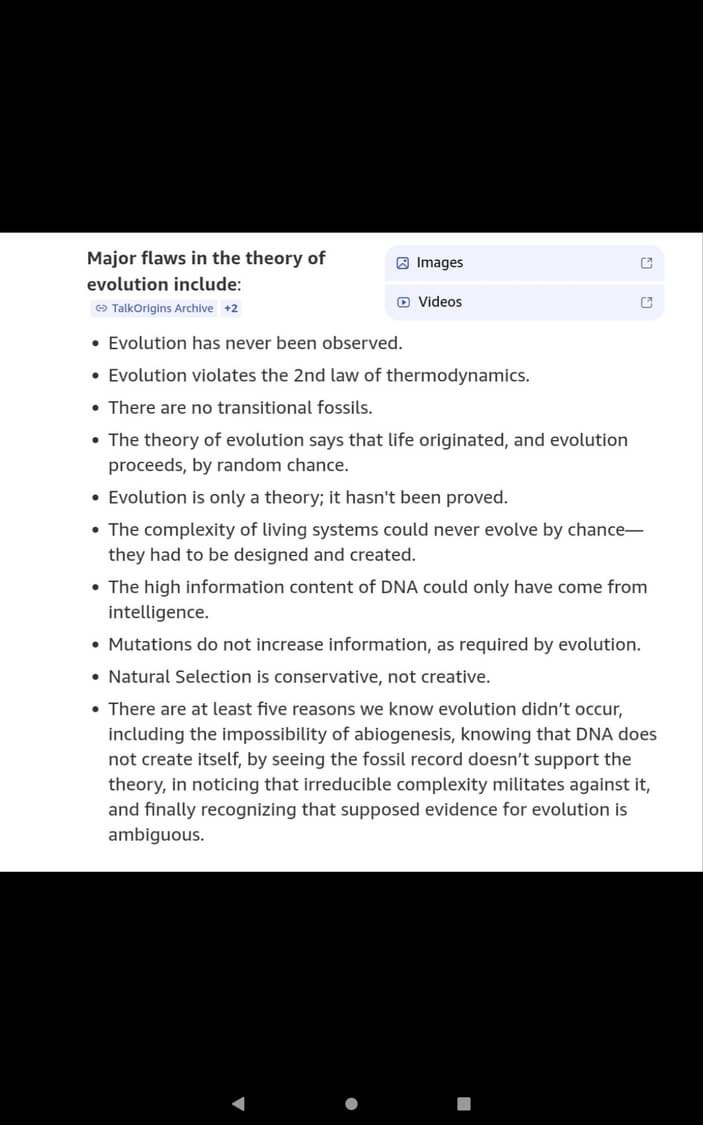 Major flaws in the theory of
evolution include:
TalkOrigins Archive +2
Images
Videos
• Evolution has never been observed.
• Evolution violates the 2nd law of thermodynamics.
• There are no transitional fossils.
• The theory of evolution says that life originated, and evolution
proceeds, by random chance.
• Evolution is only a theory; it hasn't been proved.
• The complexity of living systems could never evolve by chance—
they had to be designed and created.
• The high information content of DNA could only have come from
intelligence.
• Mutations do not increase information, as required by evolution.
• Natural Selection is conservative, not creative.
• There are at least five reasons we know evolution didn’t occur,
including the impossibility of abiogenesis, knowing that DNA does
not create itself, by seeing the fossil record doesn’t support the
theory, in noticing that irreducible complexity militates against it,
and finally recognizing that supposed evidence for evolution is
ambiguous.